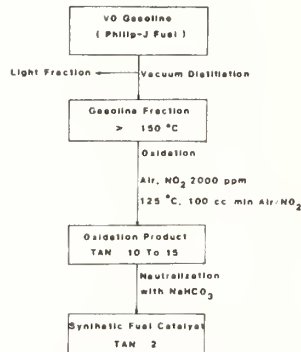 VO Gasoline
( Philip-J Fuel )
Light Fraction
Vacuum Distillation
Gasoline Fraction
> 150 °C
Oxidation
Air, NO2 2000 ppm
125 °C, 100 cc min Air/NO2
Oxidation Product
TAN 10 To 15
Neutralization
with NaHCO3
Synthetic Fuel Catalyst
TAN 2